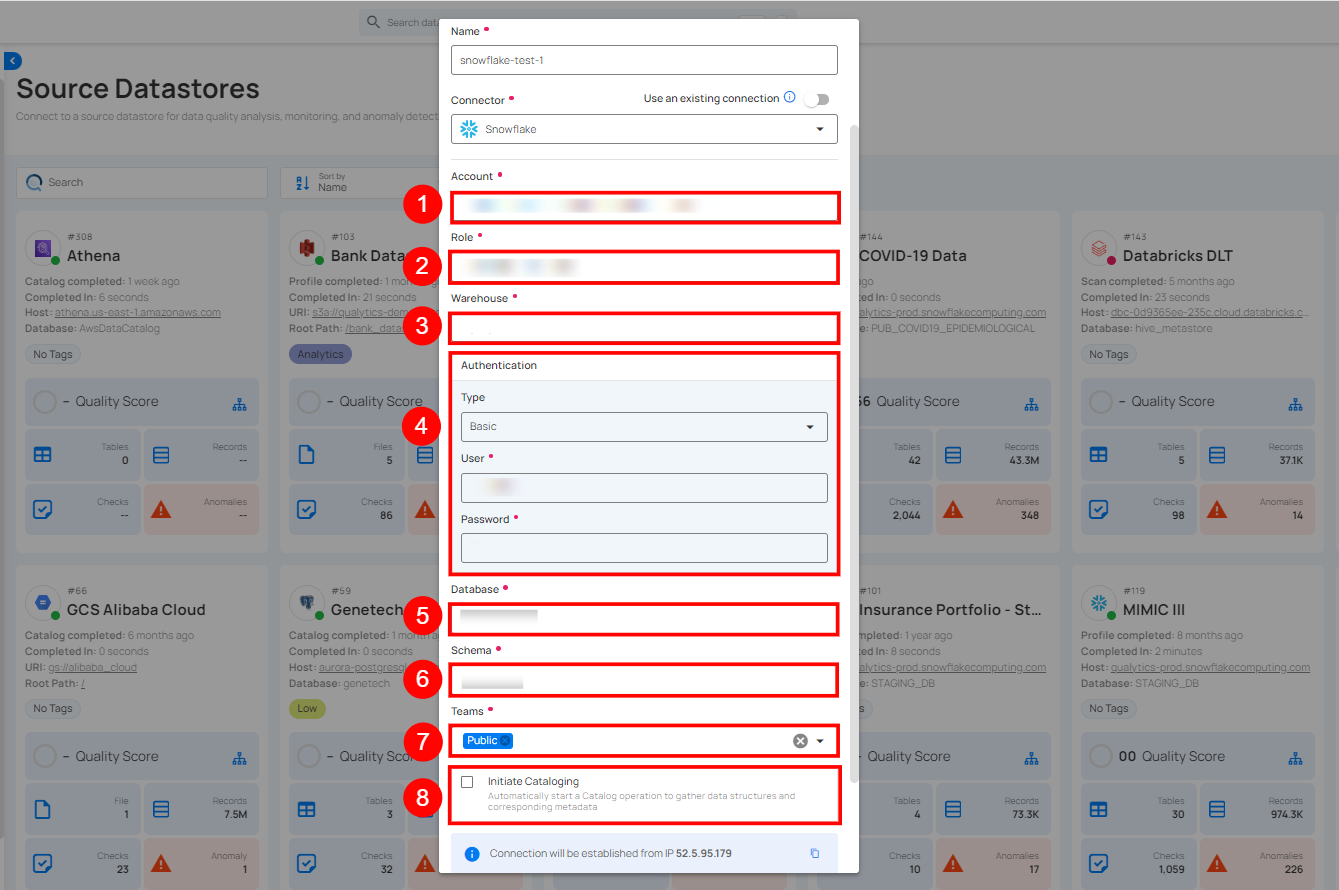 Search data
Source Datastores
Connect to a source datastore for data quality analysis, monitoring, and anomaly detect
Search
Sort by
Name
#308
Athena
Catalog completed: 1 week ago
Completed In: 6 seconds
Host: athena.us-east-1.amazonaws.com
Database: AwsDataCatalog
No Tags
– Quality Score
Tables
0
Records
--
Checks
--
Anomalies
--
#103
Bank Data
Profile completed: 1 month
Completed In: 21 seconds
URI: s3a://qualytics-dem
Root Path: /bank_datas
Analytics
– Quality Score
Files
5
Checks
86
#144
COVID-19 Data
ago
n: 0 seconds
alytics-prod.snowflakecomputing.com
e: PUB_COVID19_EPIDEMIOLOGICAL
56 Quality Score
Tables
42
Records
43.3M
Checks
2,044
Anomalies
348
#143
Databricks DLT
Scan completed: 5 months ago
Completed In: 23 seconds
Host: dbc-0d9365ee-235c.cloud.databricks.c...
Database: hive_metastore
No Tags
– Quality Score
Tables
5
Records
37.1K
Checks
98
Anomalies
14
#66
GCS Alibaba Cloud
Catalog completed: 6 months ago
Completed In: 0 seconds
URI: gs://alibaba_cloud
Root Path: /
No Tags
– Quality Score
File
1
Records
7.5M
Checks
23
Anomaly
1
#59
Genetech
Catalog completed: 1 month a
Completed In: 0 seconds
Host: aurora-postgresql
Database: genetech
Low
– Quality Scor
Tables
3
Checks
32
#101
Insurance Portfolio - St...
mpleted: 1 year ago
n: 8 seconds
alytics-prod.snowflakecomputing.com
e: STAGING_DB
s
Quality Score
Tables
4
Records
73.3K
Checks
10
Anomalies
17
#119
MIMIC III
Profile completed: 8 months ago
Completed In: 2 minutes
Host: qualytics-prod.snowflakecomputing.com
Database: STAGING_DB
No Tags
00 Quality Score
Tables
30
Records
974.3K
Checks
1,059
Anomalies
226
Name *
snowflake-test-1
Connector *
Use an existing connection
Snowflake
Account *
1
Role *
2
Warehouse *
3
Authentication
4
Type
Basic
User *
Password *
Database *
5
Schema *
6
Teams *
7
Public
8
Initiate Cataloging
Automatically start a Catalog operation to gather data structures and
corresponding metadata
Connection will be established from IP 52.5.95.179